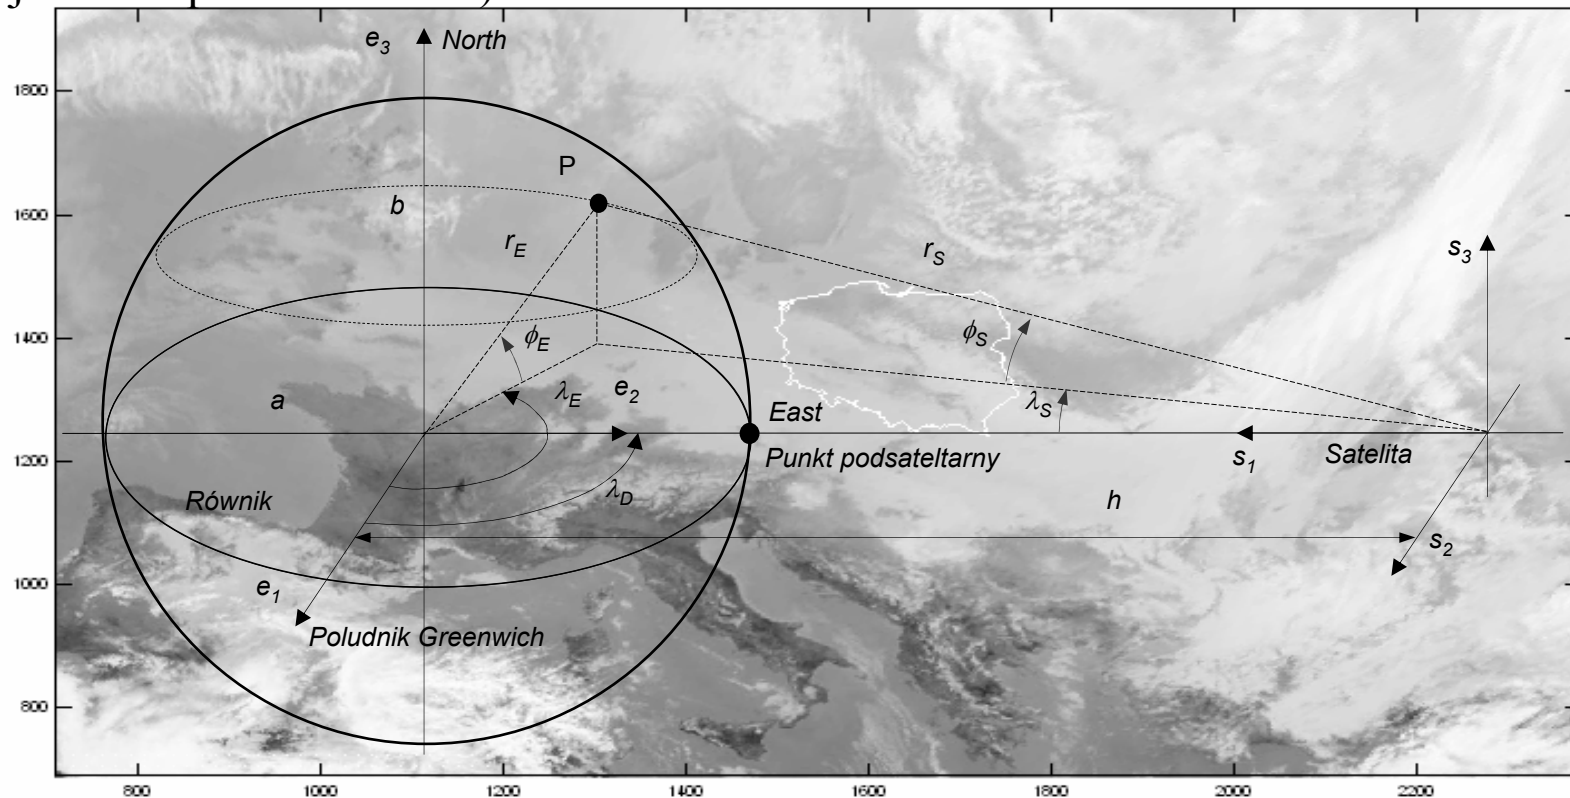 e3 North
1800
P
b
1600
rE
rS
s3
1400
ϕE
ϕS
a
λE
e2
λS
East
1200
Punkt podsateltarny
s1
Satelita
Równik
λD
h
s2
1000
e1
Poludnik Greenwich
800
800 1000 1200 1400 1600 1800 2000 2200